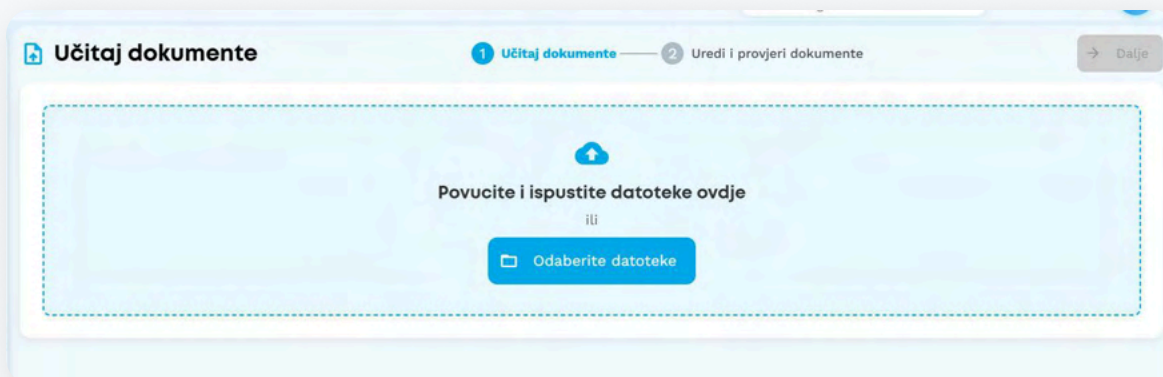 Učitaj dokumente
1 Učitaj dokumente 2 Uredi i provjeri dokumente
Dalje
Povucite i ispustite datoteke ovdje
ili
Odaberite datoteke